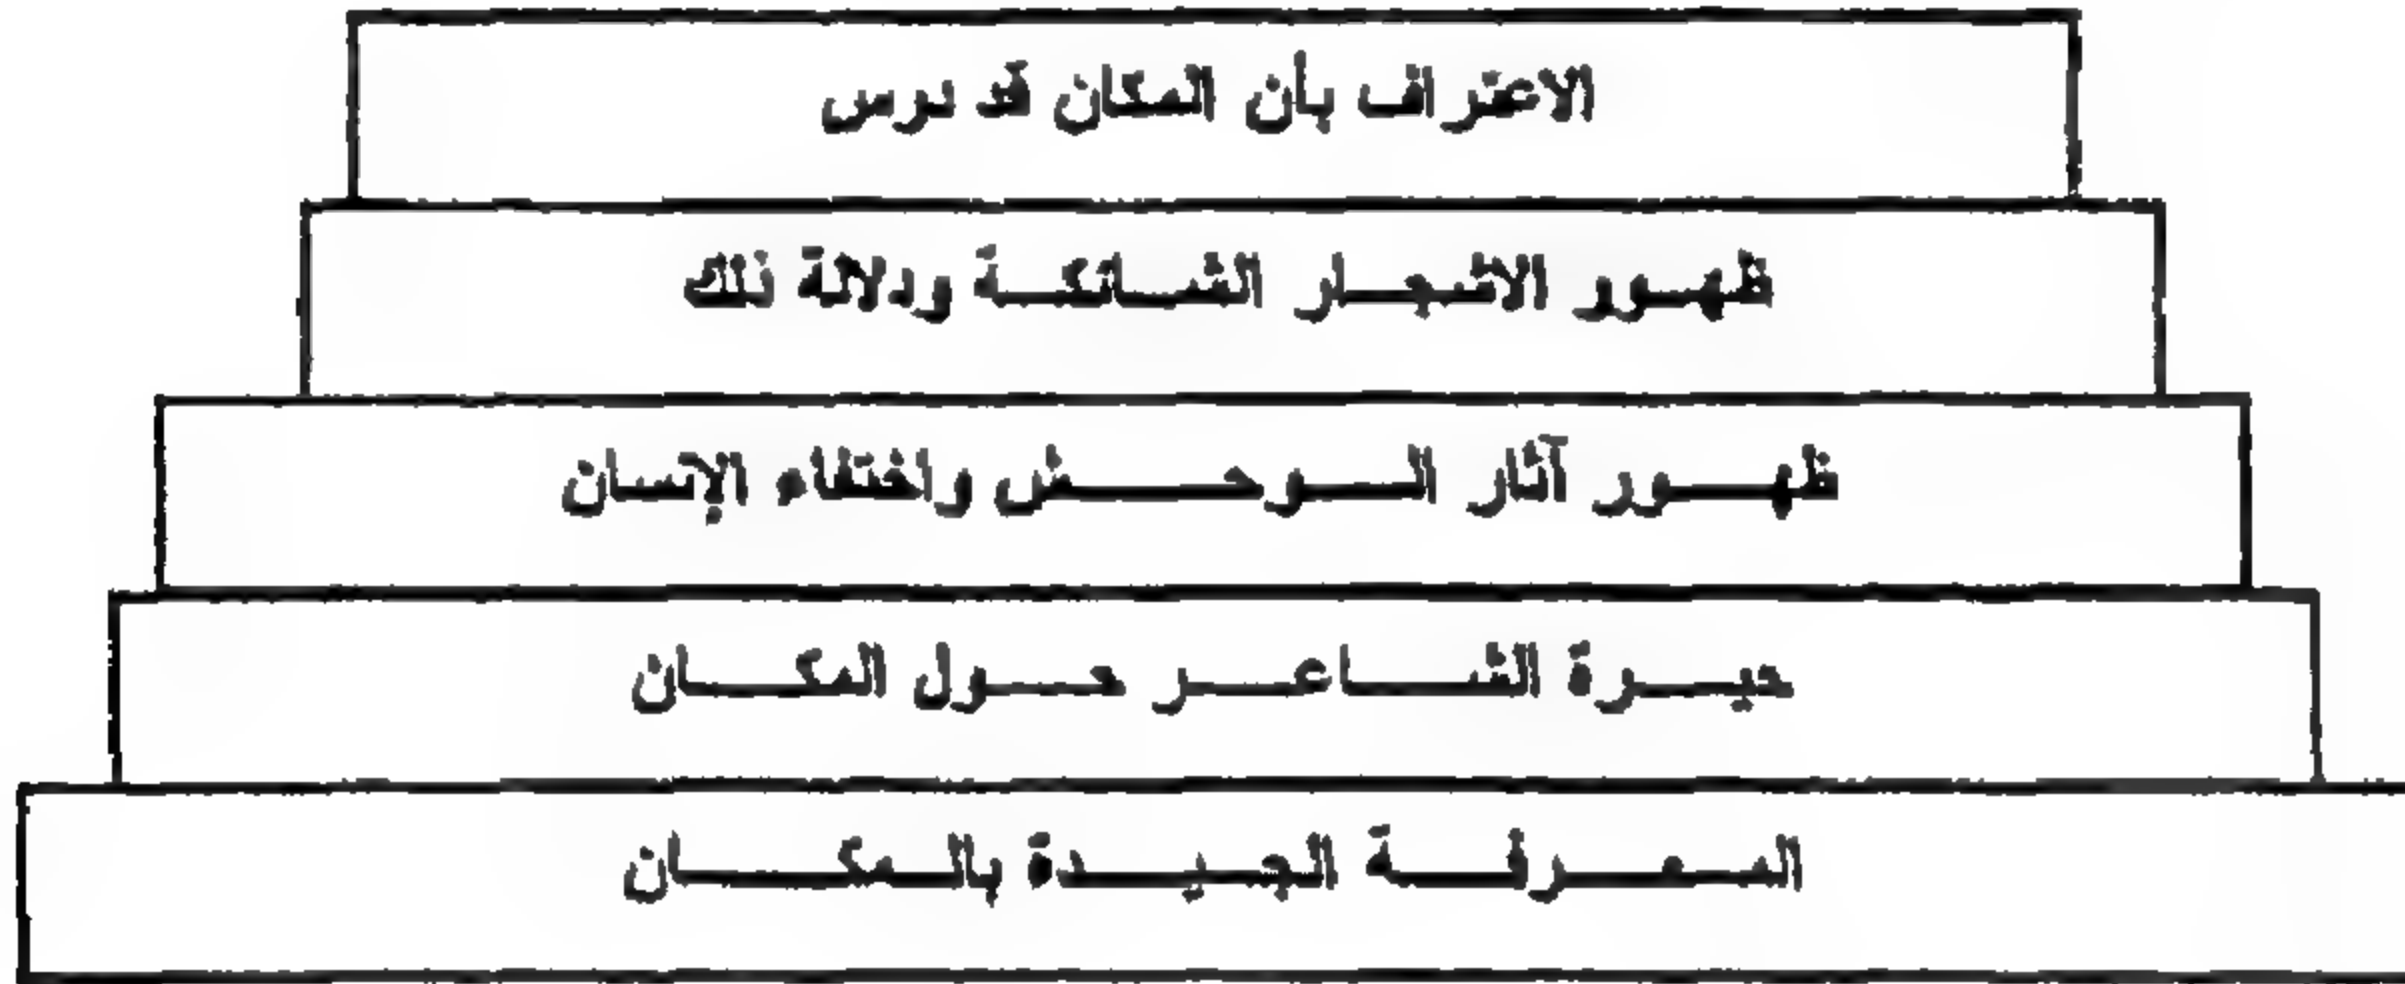 الاعتراف بأن المكان قد درس
ظهور الاشجار الشائكة ودلالة ذلك
ظهور آثار الوحش واختفاء الإنسان
حيرة الشاعر حول المكان
المعرفة الجيدة بالمكان